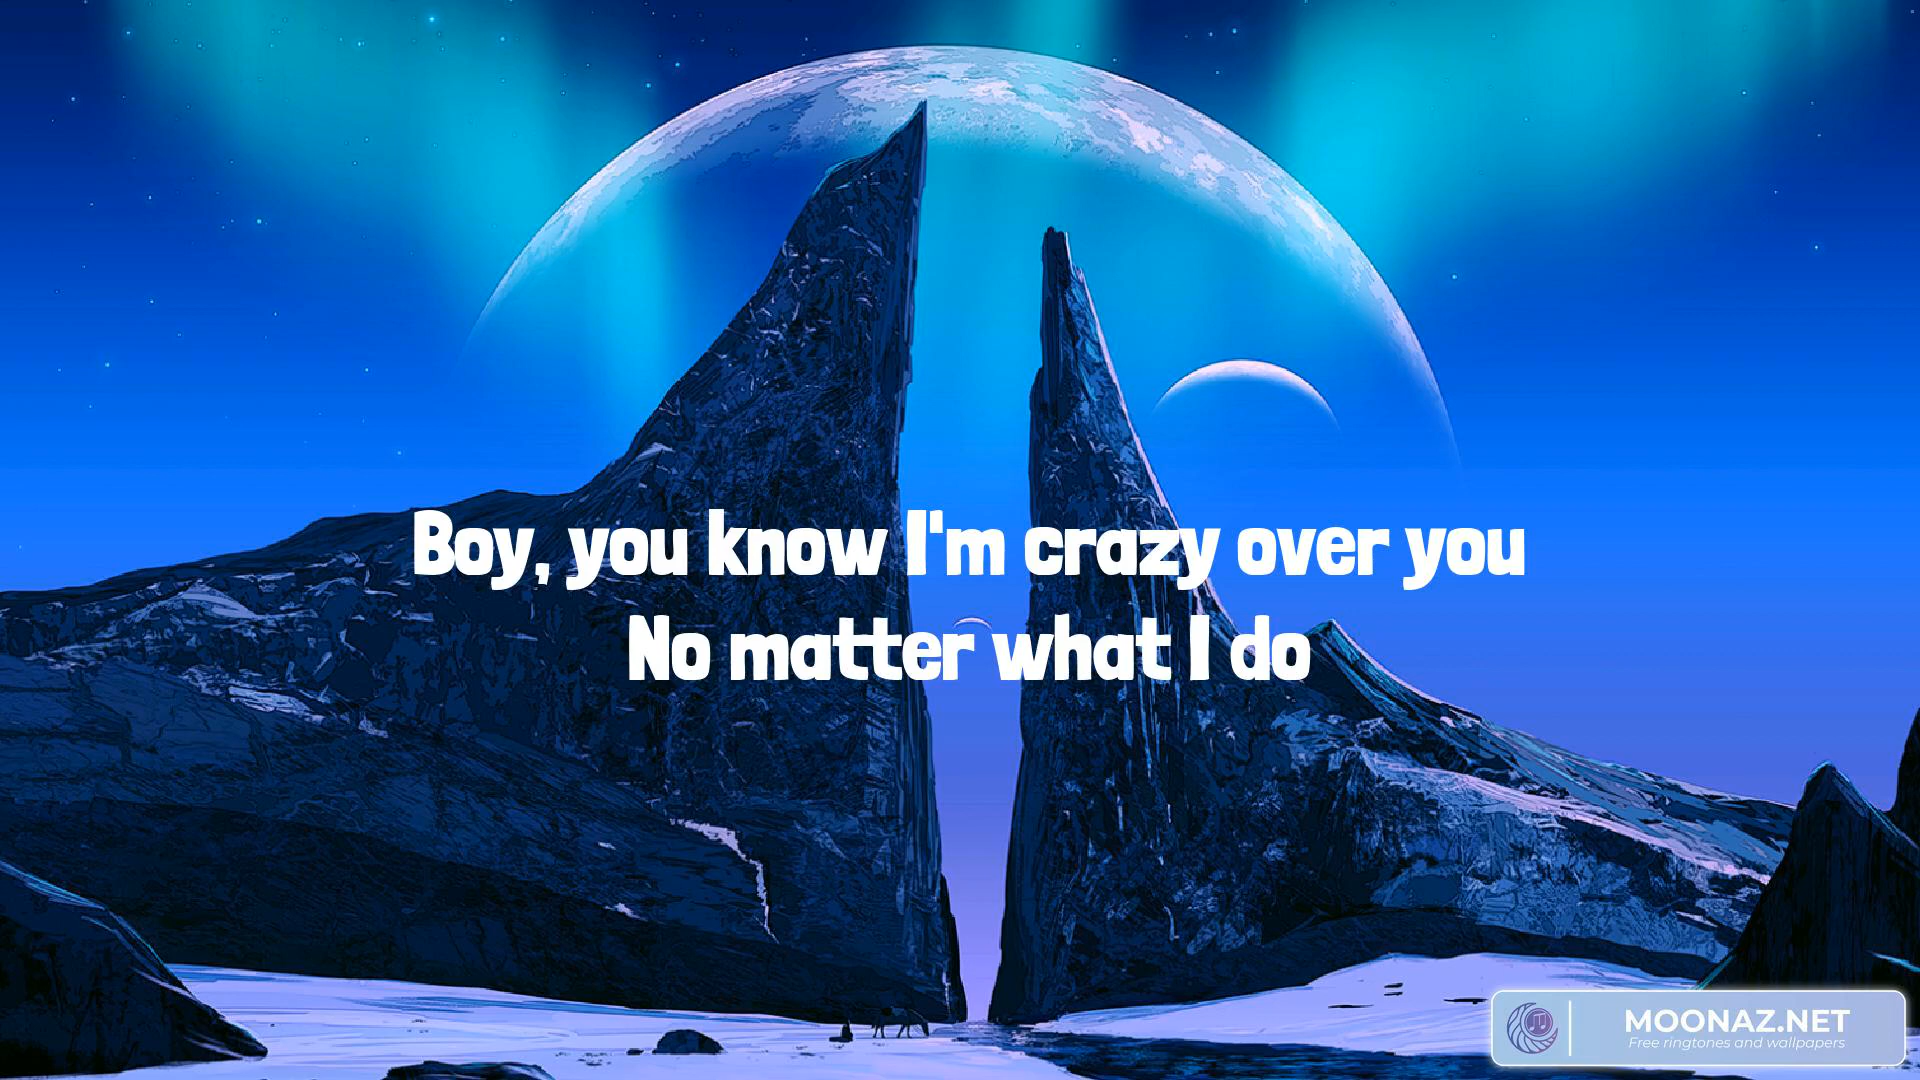 Boy, you know I'm crazy over you
No matter what I do
MOONAZ.NET
Free ringtones and wallpapers